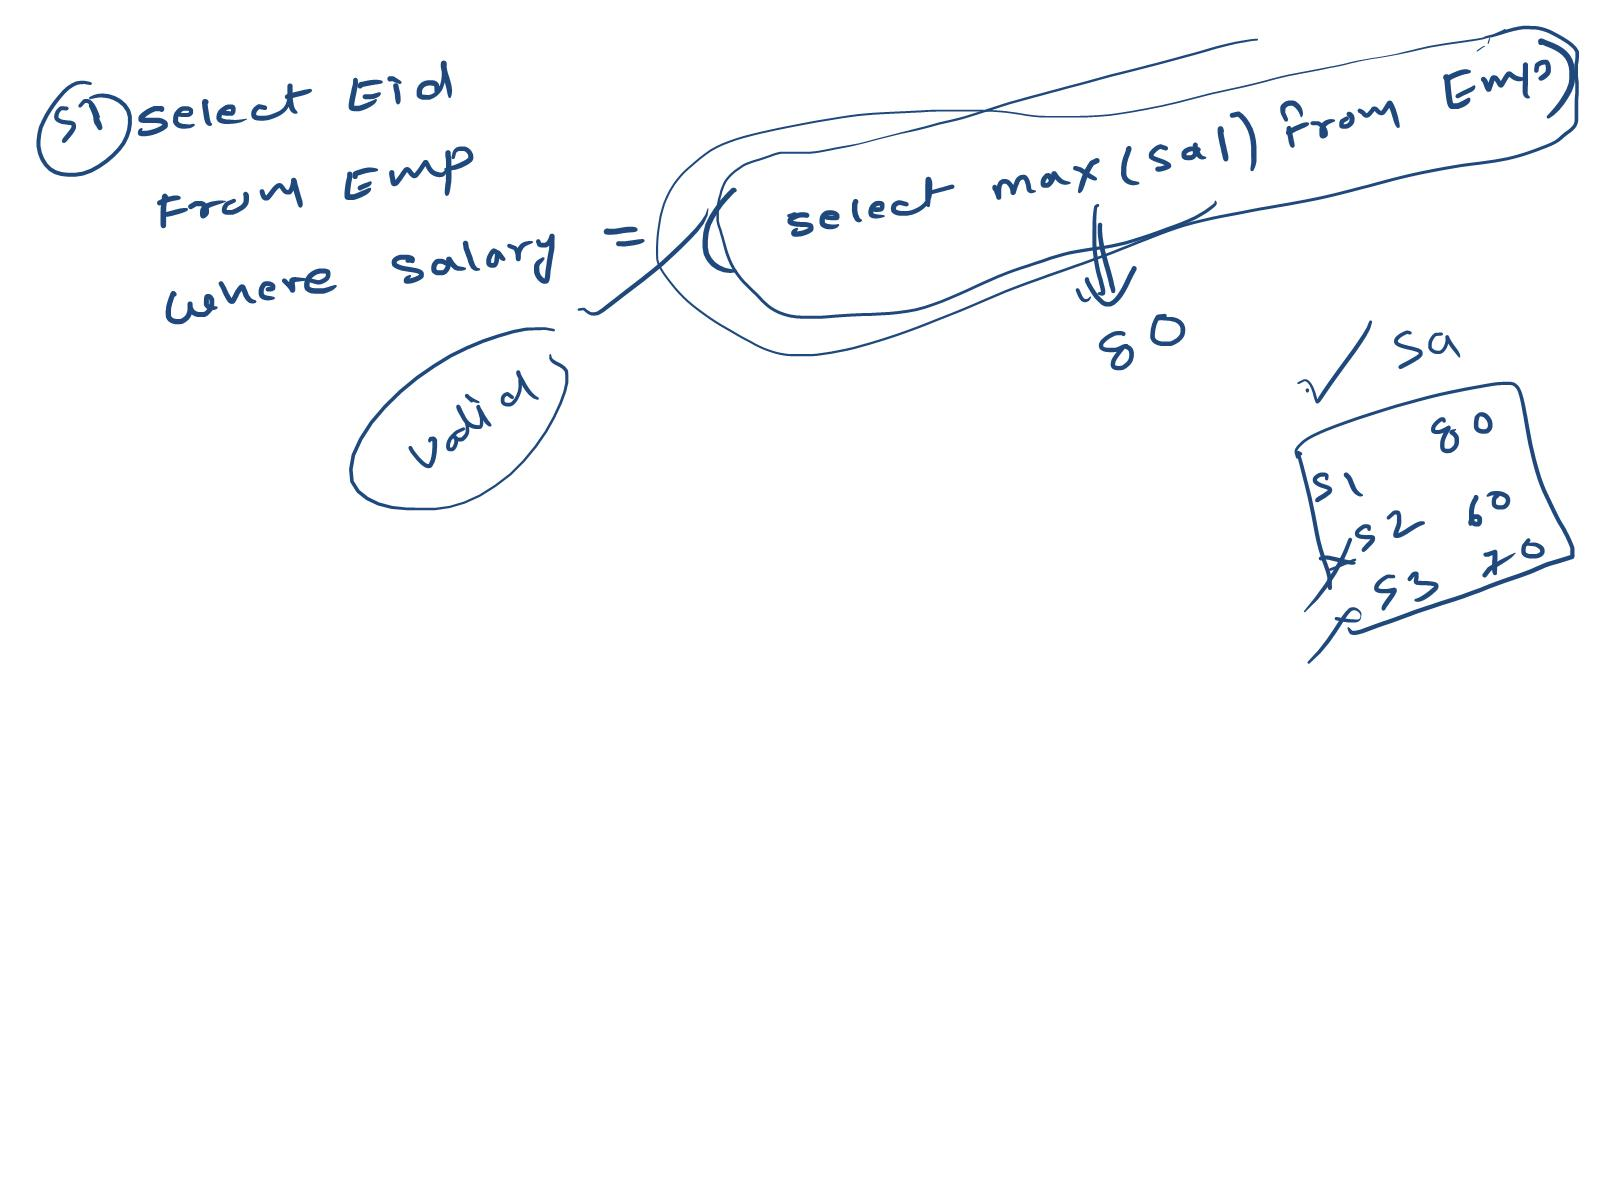 S1 select Eid
From Emp
where salary = (select max(sal) from Emp)
80
valid
sa
80
S1
S2 60
S3 70